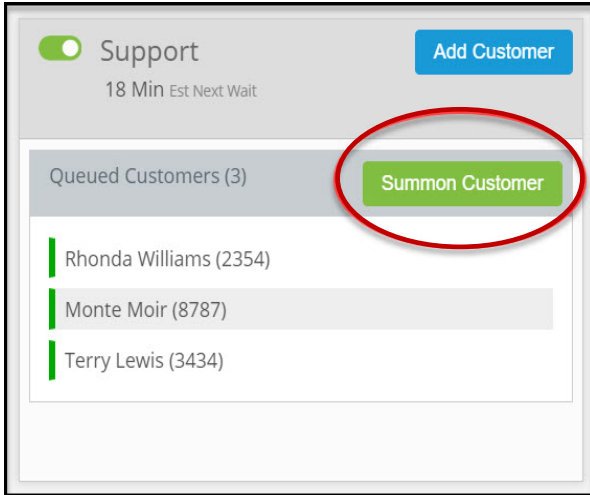 Support
Add Customer
18 Min Est Next Wait
Queued Customers (3)
Summon Customer
Rhonda Williams (2354)
Monte Moir (8787)
Terry Lewis (3434)